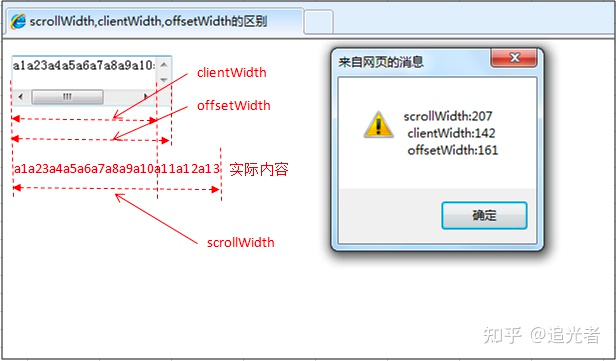 scrollWidth,clientWidth,offsetWidth的区别
a1a23a4a5a6a7a8a9a10
clientWidth
offsetWidth
a1a23a4a5a6a7a8a9a10a11a12a13 实际内容
scrollWidth
来自网页的消息
scrollWidth:207
clientWidth:142
offsetWidth:161
确定
知乎 @追光者